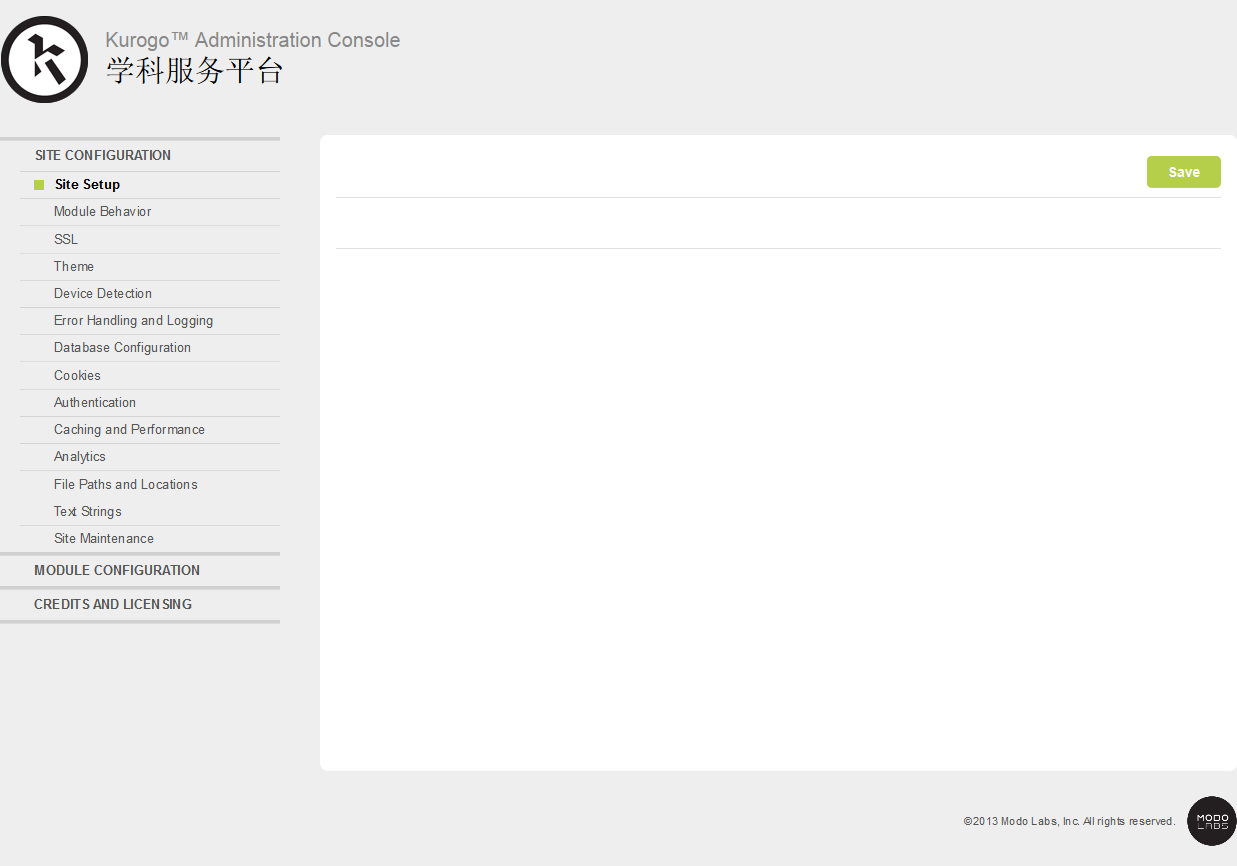 Kurogo™ Administration Console
学科服务平台
SITE CONFIGURATION
Site Setup
Module Behavior
SSL
Theme
Device Detection
Error Handling and Logging
Database Configuration
Cookies
Authentication
Caching and Performance
Analytics
File Paths and Locations
Text Strings
Site Maintenance
MODULE CONFIGURATION
CREDITS AND LICENSING
Save
©2013 Modo Labs, Inc. All rights reserved.
MODO
LABS